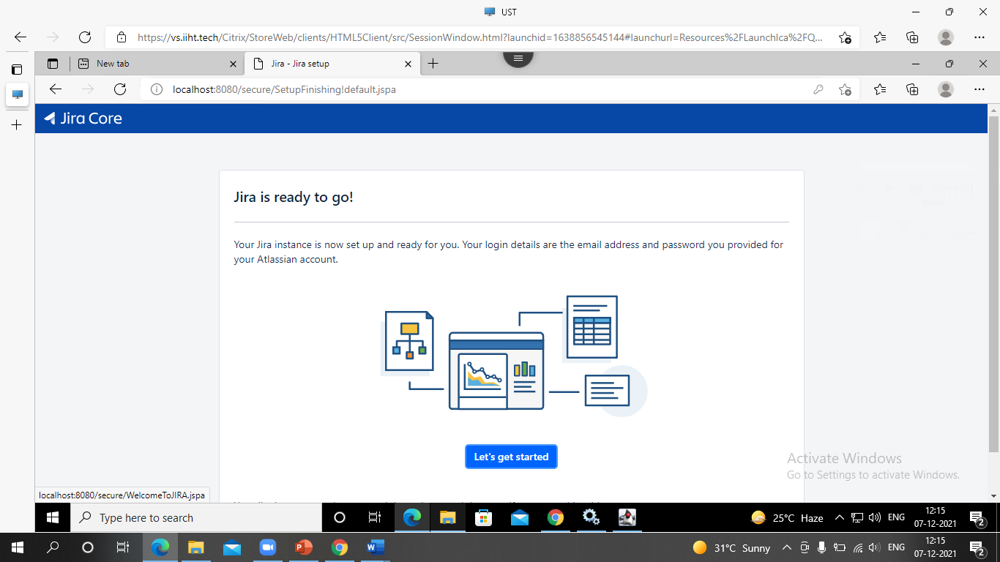 UST
https://vs.iiht.tech/Citrix/StoreWeb/clients/HTML5Client/src/SessionWindow.html?launchid=1638856545144#launchurl=Resources%2FLaunchIca%2FQ...
New tab
Jira - Jira setup
localhost:8080/secure/SetupFinishing!default.jspa
Jira Core
Jira is ready to go!
Your Jira instance is now set up and ready for you. Your login details are the email address and password you provided for
your Atlassian account.
Let's get started
Activate Windows
Go to Settings to activate Windows.
localhost:8080/secure/WelcomeToJIRA.jspa
Type here to search
25°C Haze
ENG
12:15
07-12-2021
2
31°C Sunny
ENG
12:15
07-12-2021
2